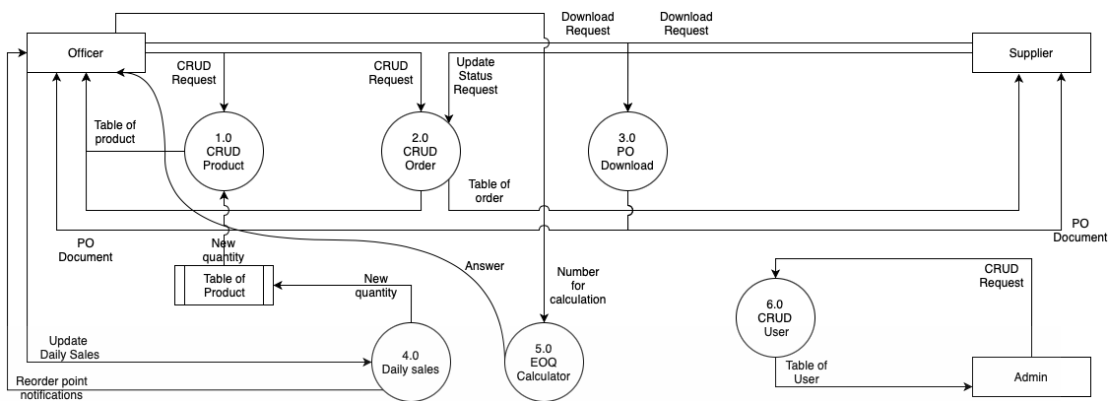 Download
Request
Download
Request
Officer
Supplier
CRUD
Request
CRUD
Request
Update
Status
Request
Table of
product
1.0
CRUD
Product
2.0
CRUD
Order
3.0
PO
Download
Table of
order
PO
Document
PO
Document
New
quantity
Answer
Table of
Product
New
quantity
Number
for
calculation
CRUD
Request
6.0
CRUD
User
Update
Daily Sales
4.0
Daily sales
5.0
EOQ
Calculator
Table of
User
Admin
Reorder point
notifications